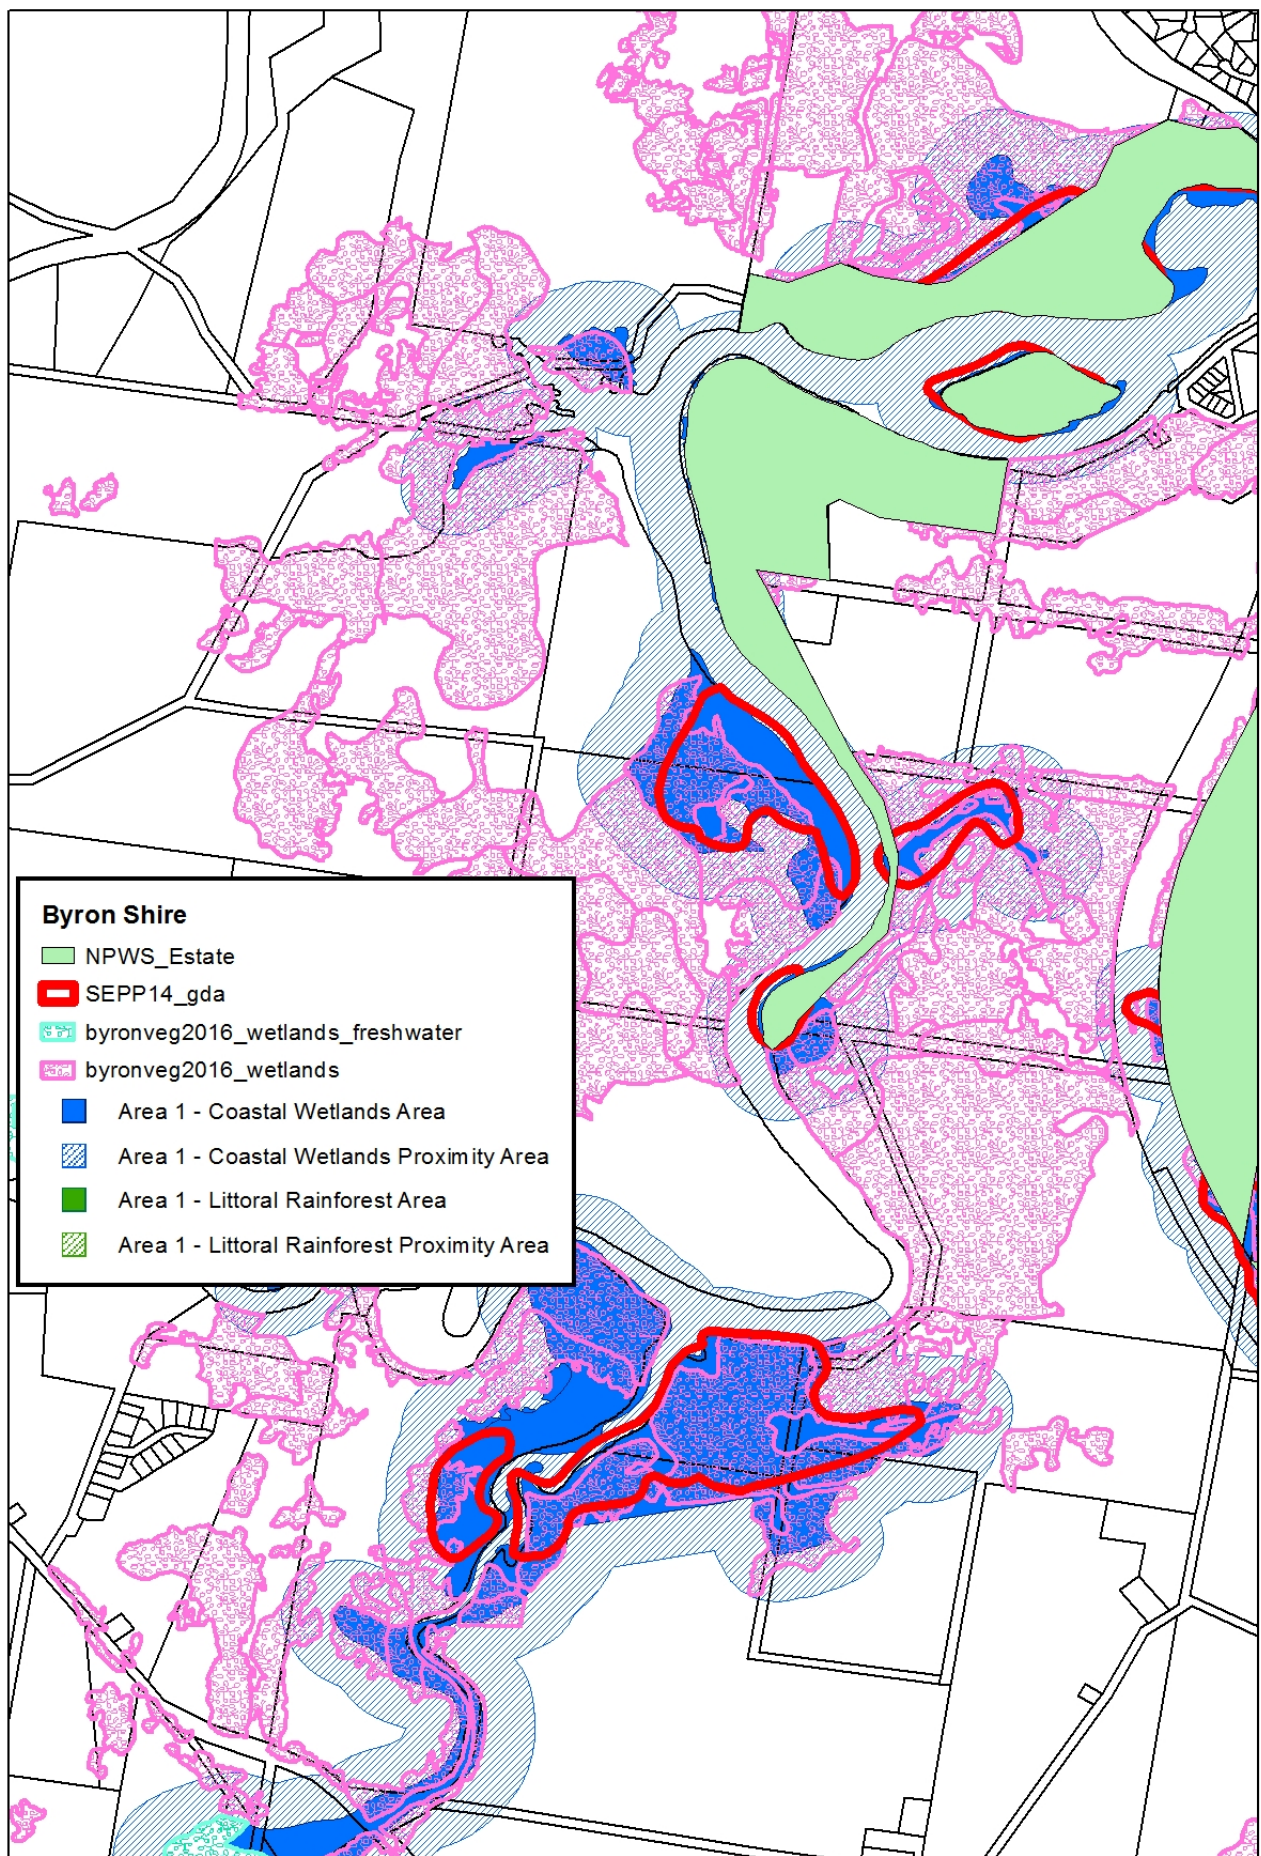 Byron Shire
NPWS_Estate
SEPP14_gda
byronveg2016_wetlands_freshwater
byronveg2016_wetlands
Area 1 - Coastal Wetlands Area
Area 1 - Coastal Wetlands Proximity Area
Area 1 - Littoral Rainforest Area
Area 1 - Littoral Rainforest Proximity Area